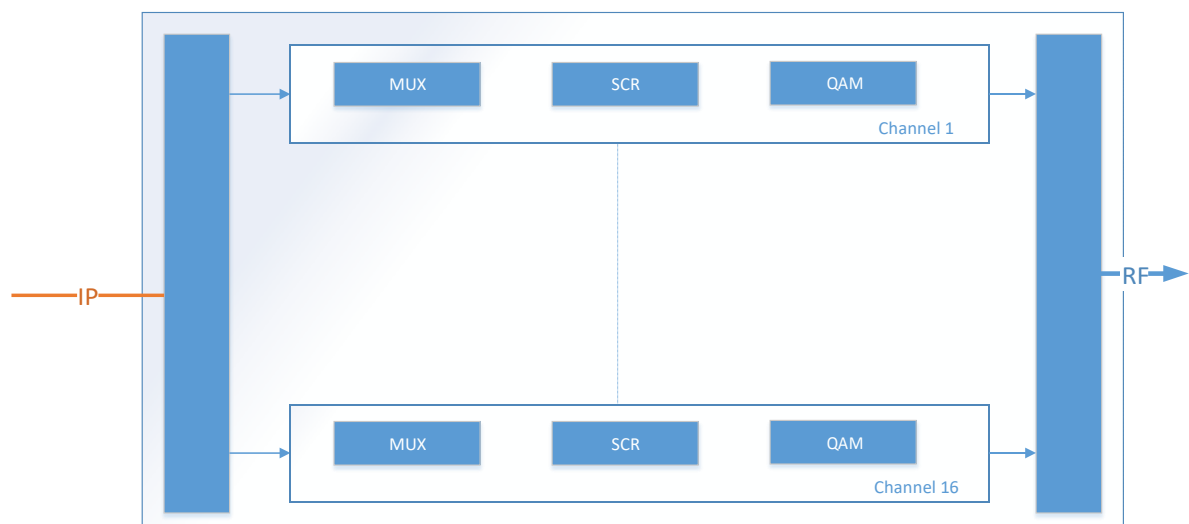 MUX
SCR
QAM
Channel 1
IP
RF
MUX
SCR
QAM
Channel 16